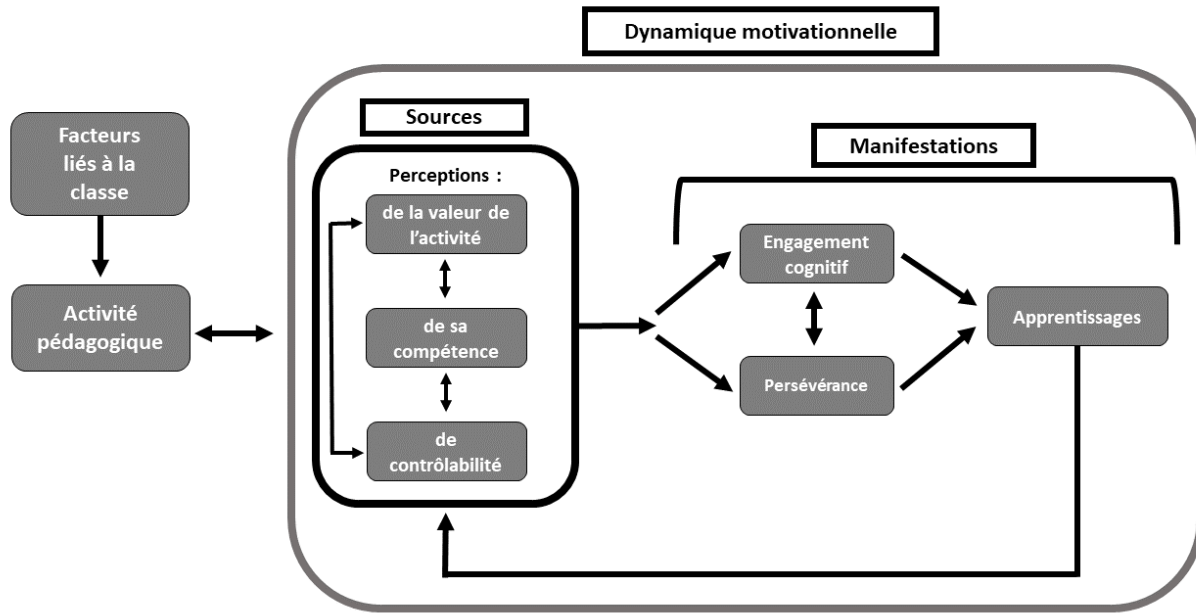 Dynamique motivationnelle
Facteurs
liés à la
classe
Activité
pédagogique
Sources
Perceptions :
de la valeur de
l’activité
de sa
compétence
de
contrôlabilité
Manifestations
Engagement
cognitif
Persévérance
Apprentissages